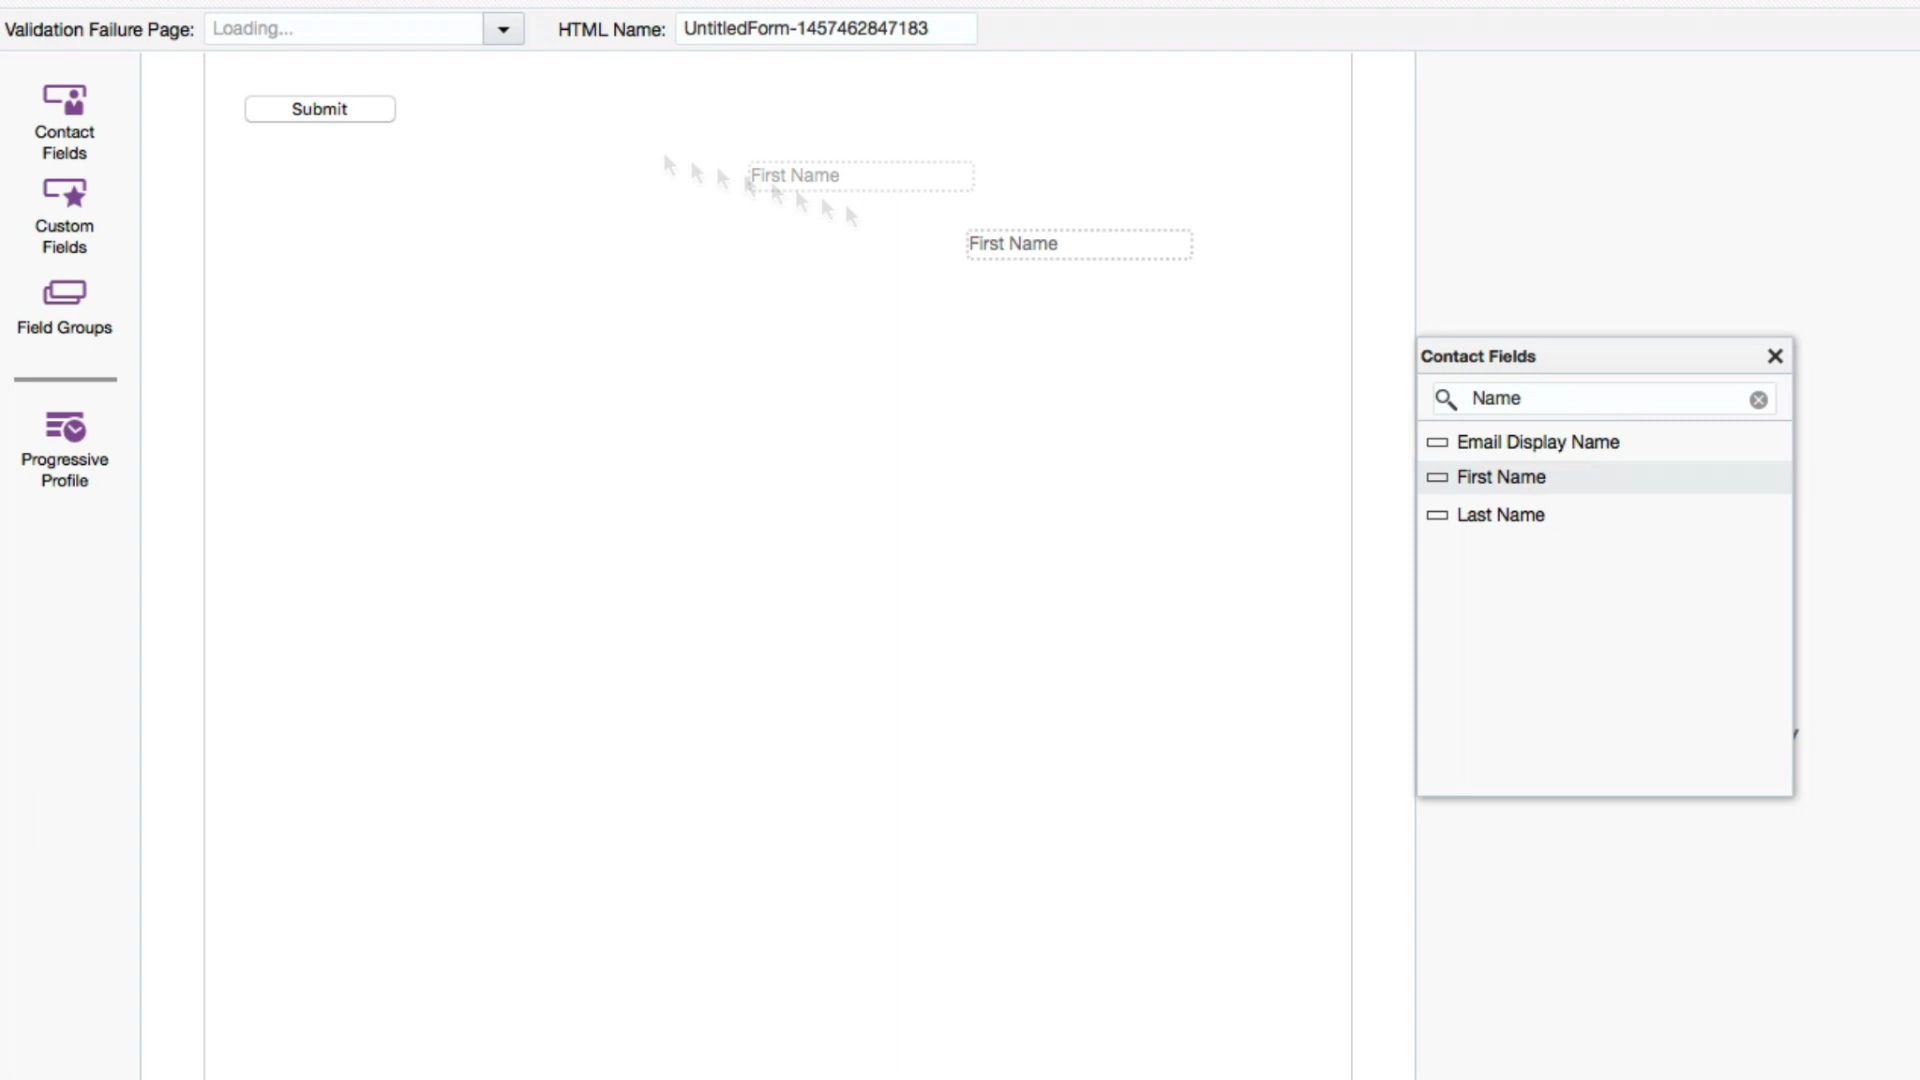 Validation Failure Page: Loading... HTML Name: UntitledForm-1457462847183
Contact
Fields
Custom
Fields
Field Groups
Progressive
Profile
Submit
First Name
First Name
Contact Fields
Name
Email Display Name
First Name
Last Name